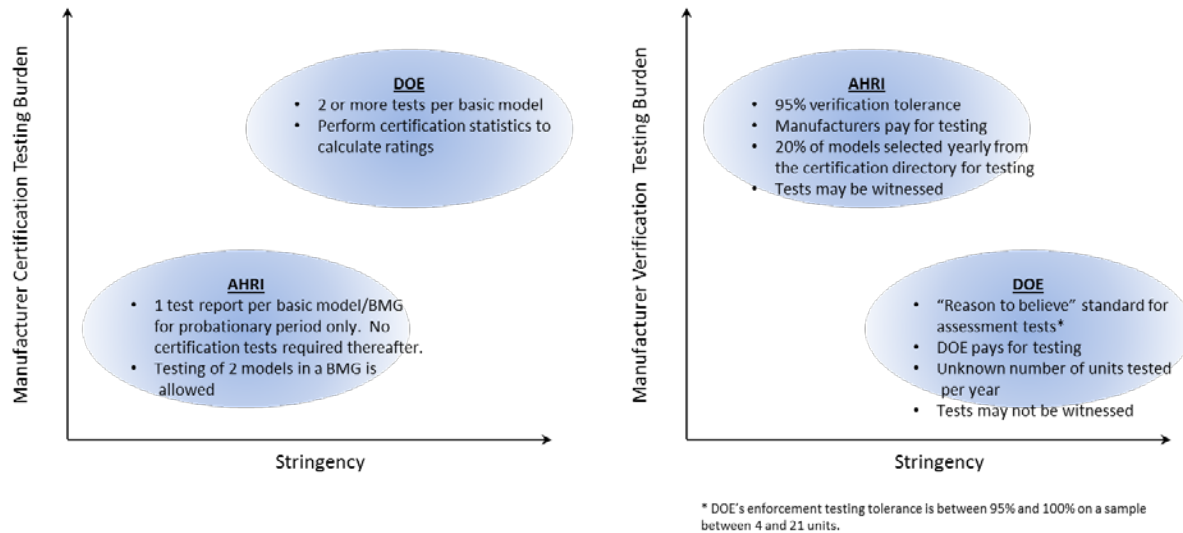 Manufacturer Certification Testing Burden
DOE
• 2 or more tests per basic model
• Perform certification statistics to
calculate ratings
AHRI
• 1 test report per basic model/BMG
for probationary period only. No
certification tests required thereafter.
• Testing of 2 models in a BMG is
allowed
Stringency
Manufacturer Verification Testing Burden
AHRI
• 95% verification tolerance
• Manufacturers pay for testing
• 20% of models selected yearly from
the certification directory for testing
• Tests may be witnessed
DOE
• “Reason to believe” standard for
assessment tests*
• DOE pays for testing
• Unknown number of units tested
per year
• Tests may not be witnessed
Stringency
* DOE’s enforcement testing tolerance is between 95% and 100% on a sample
between 4 and 21 units.